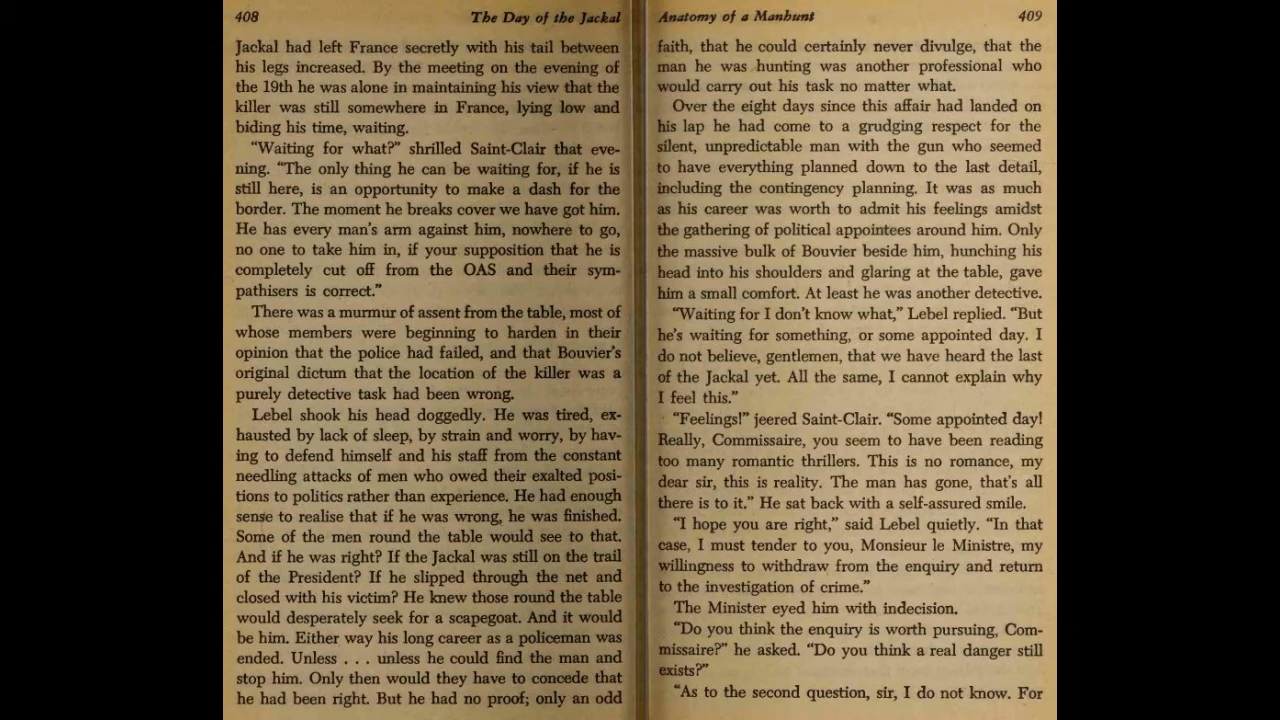 408 The Day of the Jackal
Jackal had left France secretly with his tail between
his legs increased. By the meeting on the evening of
the 19th he was alone in maintaining his view that the
killer was still somewhere in France, lying low and
biding his time, waiting.
"Waiting for what?" shrilled Saint-Clair that eve-
ning. "The only thing he can be waiting for, if he is
still here, is an opportunity to make a dash for the
border. The moment he breaks cover we have got him.
He has every man's arm against him, nowhere to go,
no one to take him in, if your supposition that he is
completely cut off from the OAS and their sym-
pathisers is correct."
There was a murmur of assent from the table, most of
whose members were beginning to harden in their
opinion that the police had failed, and that Bouvier's
original dictum that the location of the killer was a
purely detective task had been wrong.
Lebel shook his head doggedly. He was tired, ex-
hausted by lack of sleep, by strain and worry, by hav-
ing to defend himself and his staff from the constant
needling attacks of men who owed their exalted posi-
tions to politics rather than experience. He had enough
sense to realise that if he was wrong, he was finished.
Some of the men round the table would see to that.
And if he was right? If the Jackal was still on the trail
of the President? If he slipped through the net and
closed with his victim? He knew those round the table
would desperately seek for a scapegoat. And it would
be him. Either way his long career as a policeman was
ended. Unless . . . unless he could find the man and
stop him. Only then would they have to concede that
he had been right. But he had no proof; only an odd
Anatomy of a Manhunt 409
faith, that he could certainly never divulge, that the
man he was hunting was another professional who
would carry out his task no matter what.
Over the eight days since this affair had landed on
his lap he had come to a grudging respect for the
silent, unpredictable man with the gun who seemed
to have everything planned down to the last detail,
including the contingency planning. It was as much
as his career was worth to admit his feelings amidst
the gathering of political appointees around him. Only
the massive bulk of Bouvier beside him, hunching his
head into his shoulders and glaring at the table, gave
him a small comfort. At least he was another detective.
"Waiting for I don't know what," Lebel replied. "But
he's waiting for something, or some appointed day. I
do not believe, gentlemen, that we have heard the last
of the Jackal yet. All the same, I cannot explain why
I feel this."
"Feelings!" jeered Saint-Clair. "Some appointed day!
Really, Commissaire, you seem to have been reading
too many romantic thrillers. This is no romance, my
dear sir, this is reality. The man has gone, that's all
there is to it." He sat back with a self-assured smile.
"I hope you are right," said Lebel quietly. "In that
case, I must tender to you, Monsieur le Ministre, my
willingness to withdraw from the enquiry and return
to the investigation of crime."
The Minister eyed him with indecision.
"Do you think the enquiry is worth pursuing, Com-
missaire?" he asked. "Do you think a real danger still
exists?"
"As to the second question, sir, I do not know. For